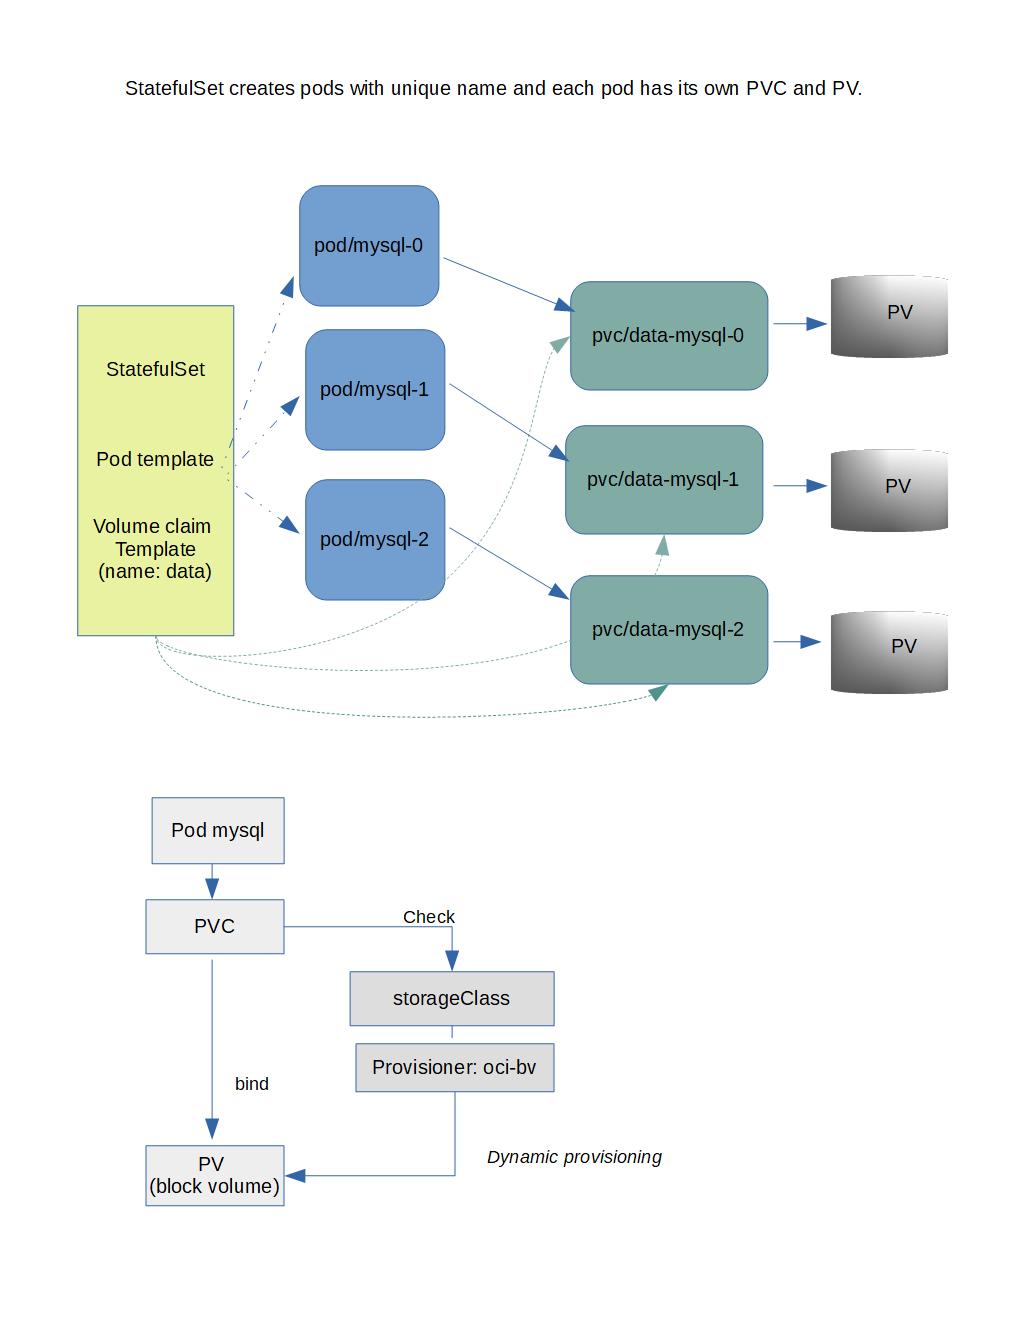 StatefulSet creates pods with unique name and each pod has its own PVC and PV.
pod/mysql-0
pvc/data-mysql-0
PV
StatefulSet
pod/mysql-1
Pod template
pvc/data-mysql-1
PV
Volume claim
Template
(name: data)
pod/mysql-2
pvc/data-mysql-2
PV
Pod mysql
PVC
Check
storageClass
Provisioner: oci-bv
bind
Dynamic provisioning
PV
(block volume)